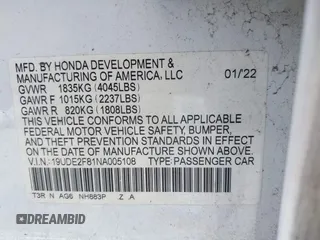 MFD. BY HONDA DEVELOPMENT &
MANUFACTURING OF AMERICA, LLC
GVWR 1835KG (4045LBS) 01/22
GAWR F 1015KG (2237LBS)
GAWR R 820KG (1808LBS)
THIS VEHICLE CONFORMS TO ALL APPLICABLE
FEDERAL MOTOR VEHICLE SAFETY, BUMPER,
AND THEFT PREVENTION STANDARDS IN EFFECT
ON THE DATE OF MANUFACTURE SHOWN ABOVE.
V.I.N.: 19UDE2F81NA005108 TYPE: PASSENGER CAR
T3R N AG6 NH883P Z A
DRIVERHISTORY
AutoBidCar